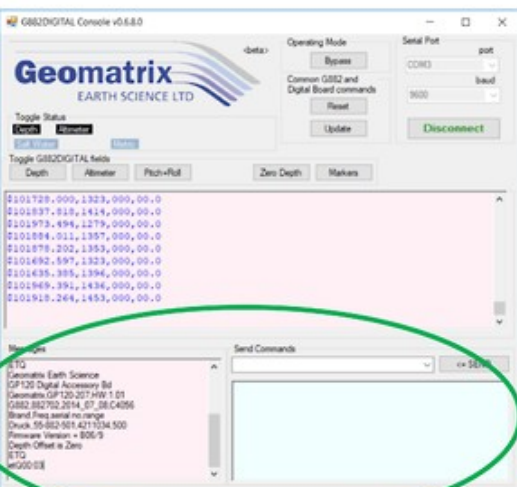 G882DIGITAL Console v0.6.8.0
<beta>
Geomatrix
EARTH SCIENCE LTD
Operating Mode
Bypass
Common G882 and
Digital Board commands
Reset
Update
Serial Port
port
COM3
baud
9600
Disconnect
Toggle Status
Depth Altimeter
Salt Water Metric
Toggle G882DIGITAL fields
Depth Altimeter Pitch+Roll Zero Depth Markers
$101728.000,1323,000,00.0
$101837.818,1414,000,00.0
$101973.494,1279,000,00.0
$101884.011,1357,000,00.0
$101878.202,1353,000,00.0
$101692.597,1323,000,00.0
$101635.385,1396,000,00.0
$101969.391,1436,000,00.0
$101918.264,1453,000,00.0
Messages
ETQ
Geomatrix Earth Science
GP120 Digital Accessory Bd
Geomatrix,GP120-207,HW:1.01
G882,882702,2014_07_08,C4056
Brand,Freq,serial no,range
Druck,55-882-501,4211034,500
Firmware Version = B06/9
Depth Offset is Zero
ETQ
etQ00:03
Send Commands
<= SEND